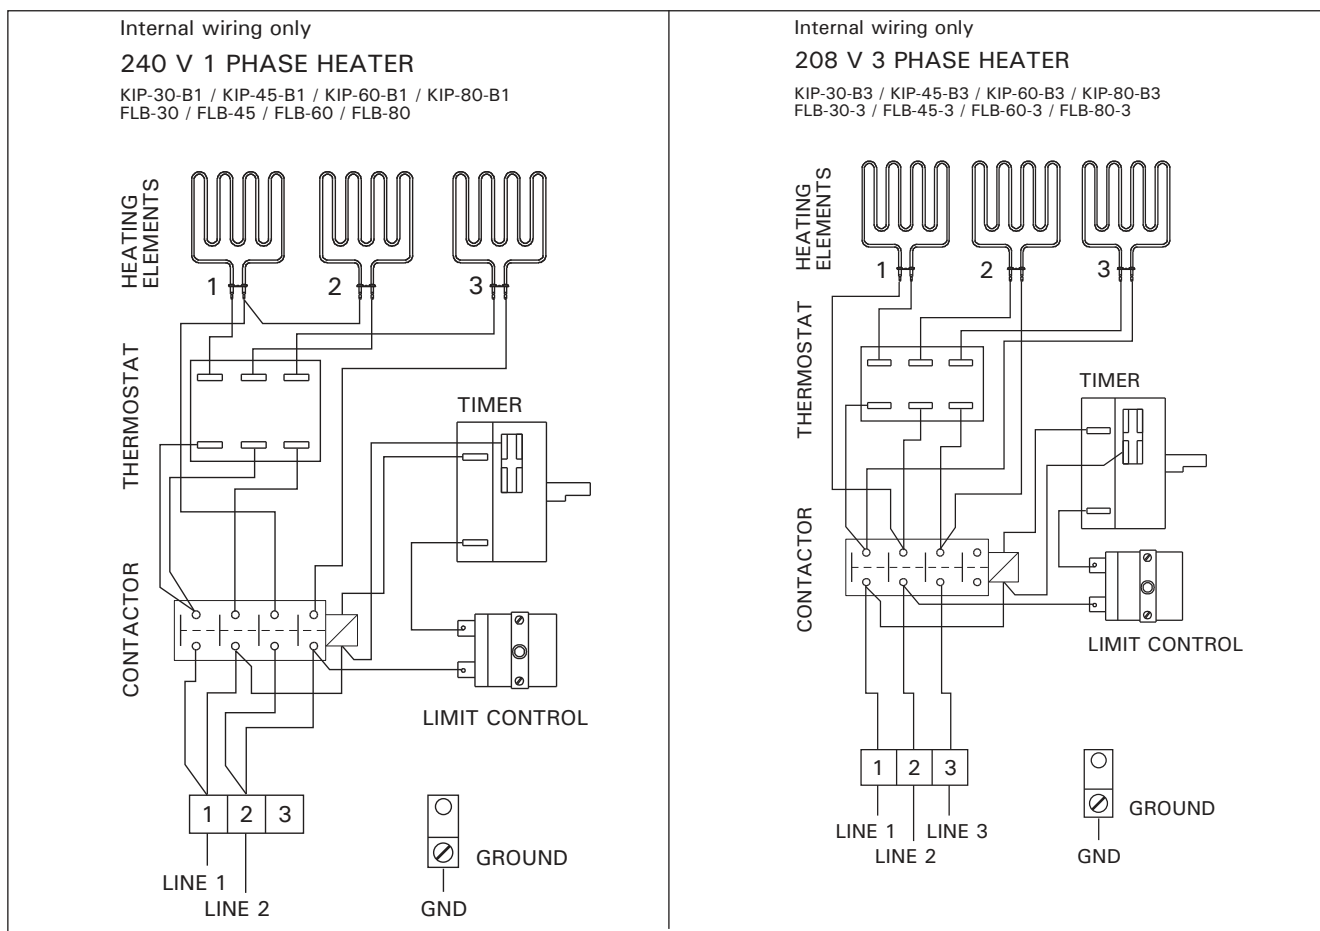 Internal wiring only
240 V 1 PHASE HEATER
KIP-30-B1 / KIP-45-B1 / KIP-60-B1 / KIP-80-B1
FLB-30 / FLB-45 / FLB-60 / FLB-80
HEATING
ELEMENTS
1
2
3
THERMOSTAT
TIMER
CONTACTOR
LIMIT CONTROL
1
2
3
GROUND
LINE 1
LINE 2
GND
Internal wiring only
208 V 3 PHASE HEATER
KIP-30-B3 / KIP-45-B3 / KIP-60-B3 / KIP-80-B3
FLB-30-3 / FLB-45-3 / FLB-60-3 / FLB-80-3
HEATING
ELEMENTS
1
2
3
THERMOSTAT
TIMER
CONTACTOR
LIMIT CONTROL
1
2
3
GROUND
LINE 1
LINE 3
LINE 2
GND